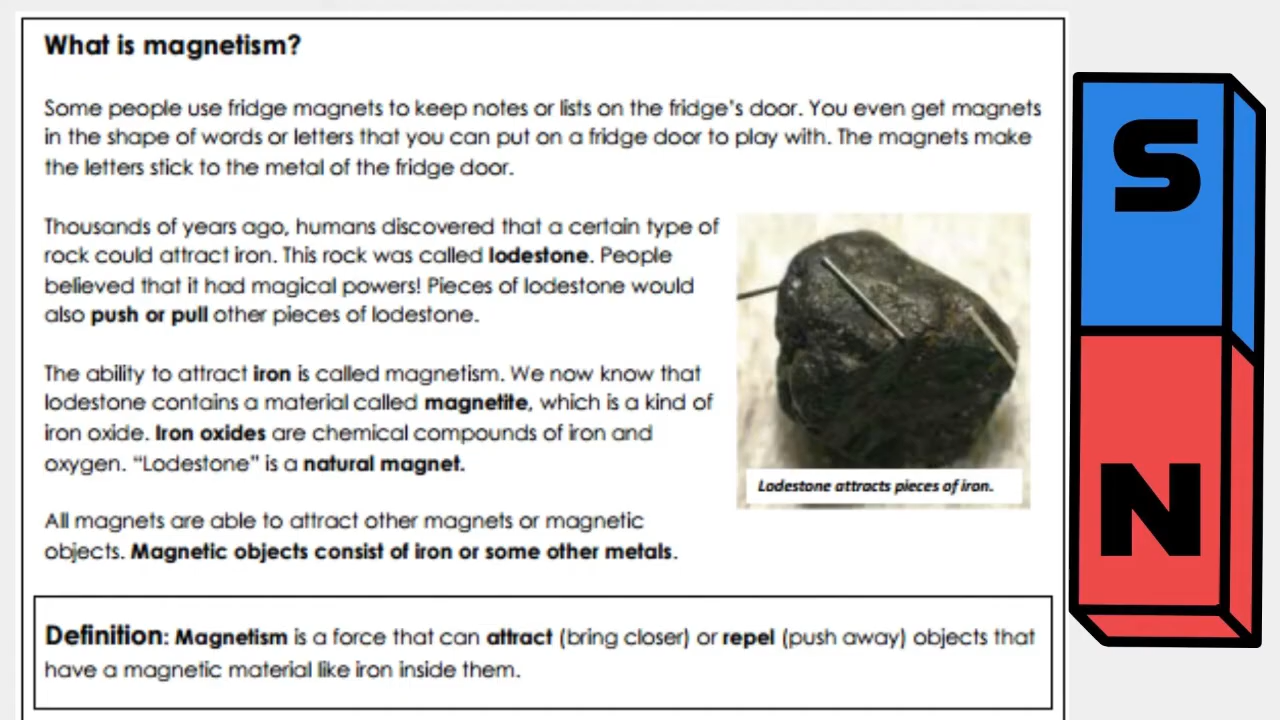 What is magnetism?
Some people use fridge magnets to keep notes or lists on the fridge's door. You even get magnets
in the shape of words or letters that you can put on a fridge door to play with. The magnets make
the letters stick to the metal of the fridge door.
Thousands of years ago, humans discovered that a certain type of
rock could attract iron. This rock was called lodestone. People
believed that it had magical powers! Pieces of lodestone would
also push or pull other pieces of lodestone.
The ability to attract iron is called magnetism. We now know that
lodestone contains a material called magnetite, which is a kind of
iron oxide. Iron oxides are chemical compounds of iron and
oxygen. “Lodestone” is a natural magnet.
All magnets are able to attract other magnets or magnetic
objects. Magnetic objects consist of iron or some other metals.
Lodestone attracts pieces of iron.
Definition: Magnetism is a force that can attract (bring closer) or repel (push away) objects that
have a magnetic material like iron inside them.
S
N